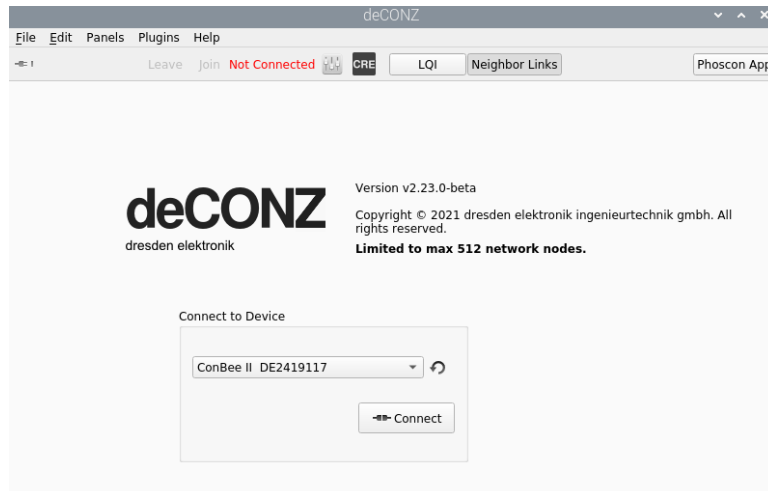 deCONZ
File Edit Panels Plugins Help
Leave Join Not Connected CRE LQI Neighbor Links Phoscon App
deCONZ
dresden elektronik
Version v2.23.0-beta
Copyright © 2021 dresden elektronik ingenieurtechnik gmbh. All
rights reserved.
Limited to max 512 network nodes.
Connect to Device
ConBee II DE2419117
Connect